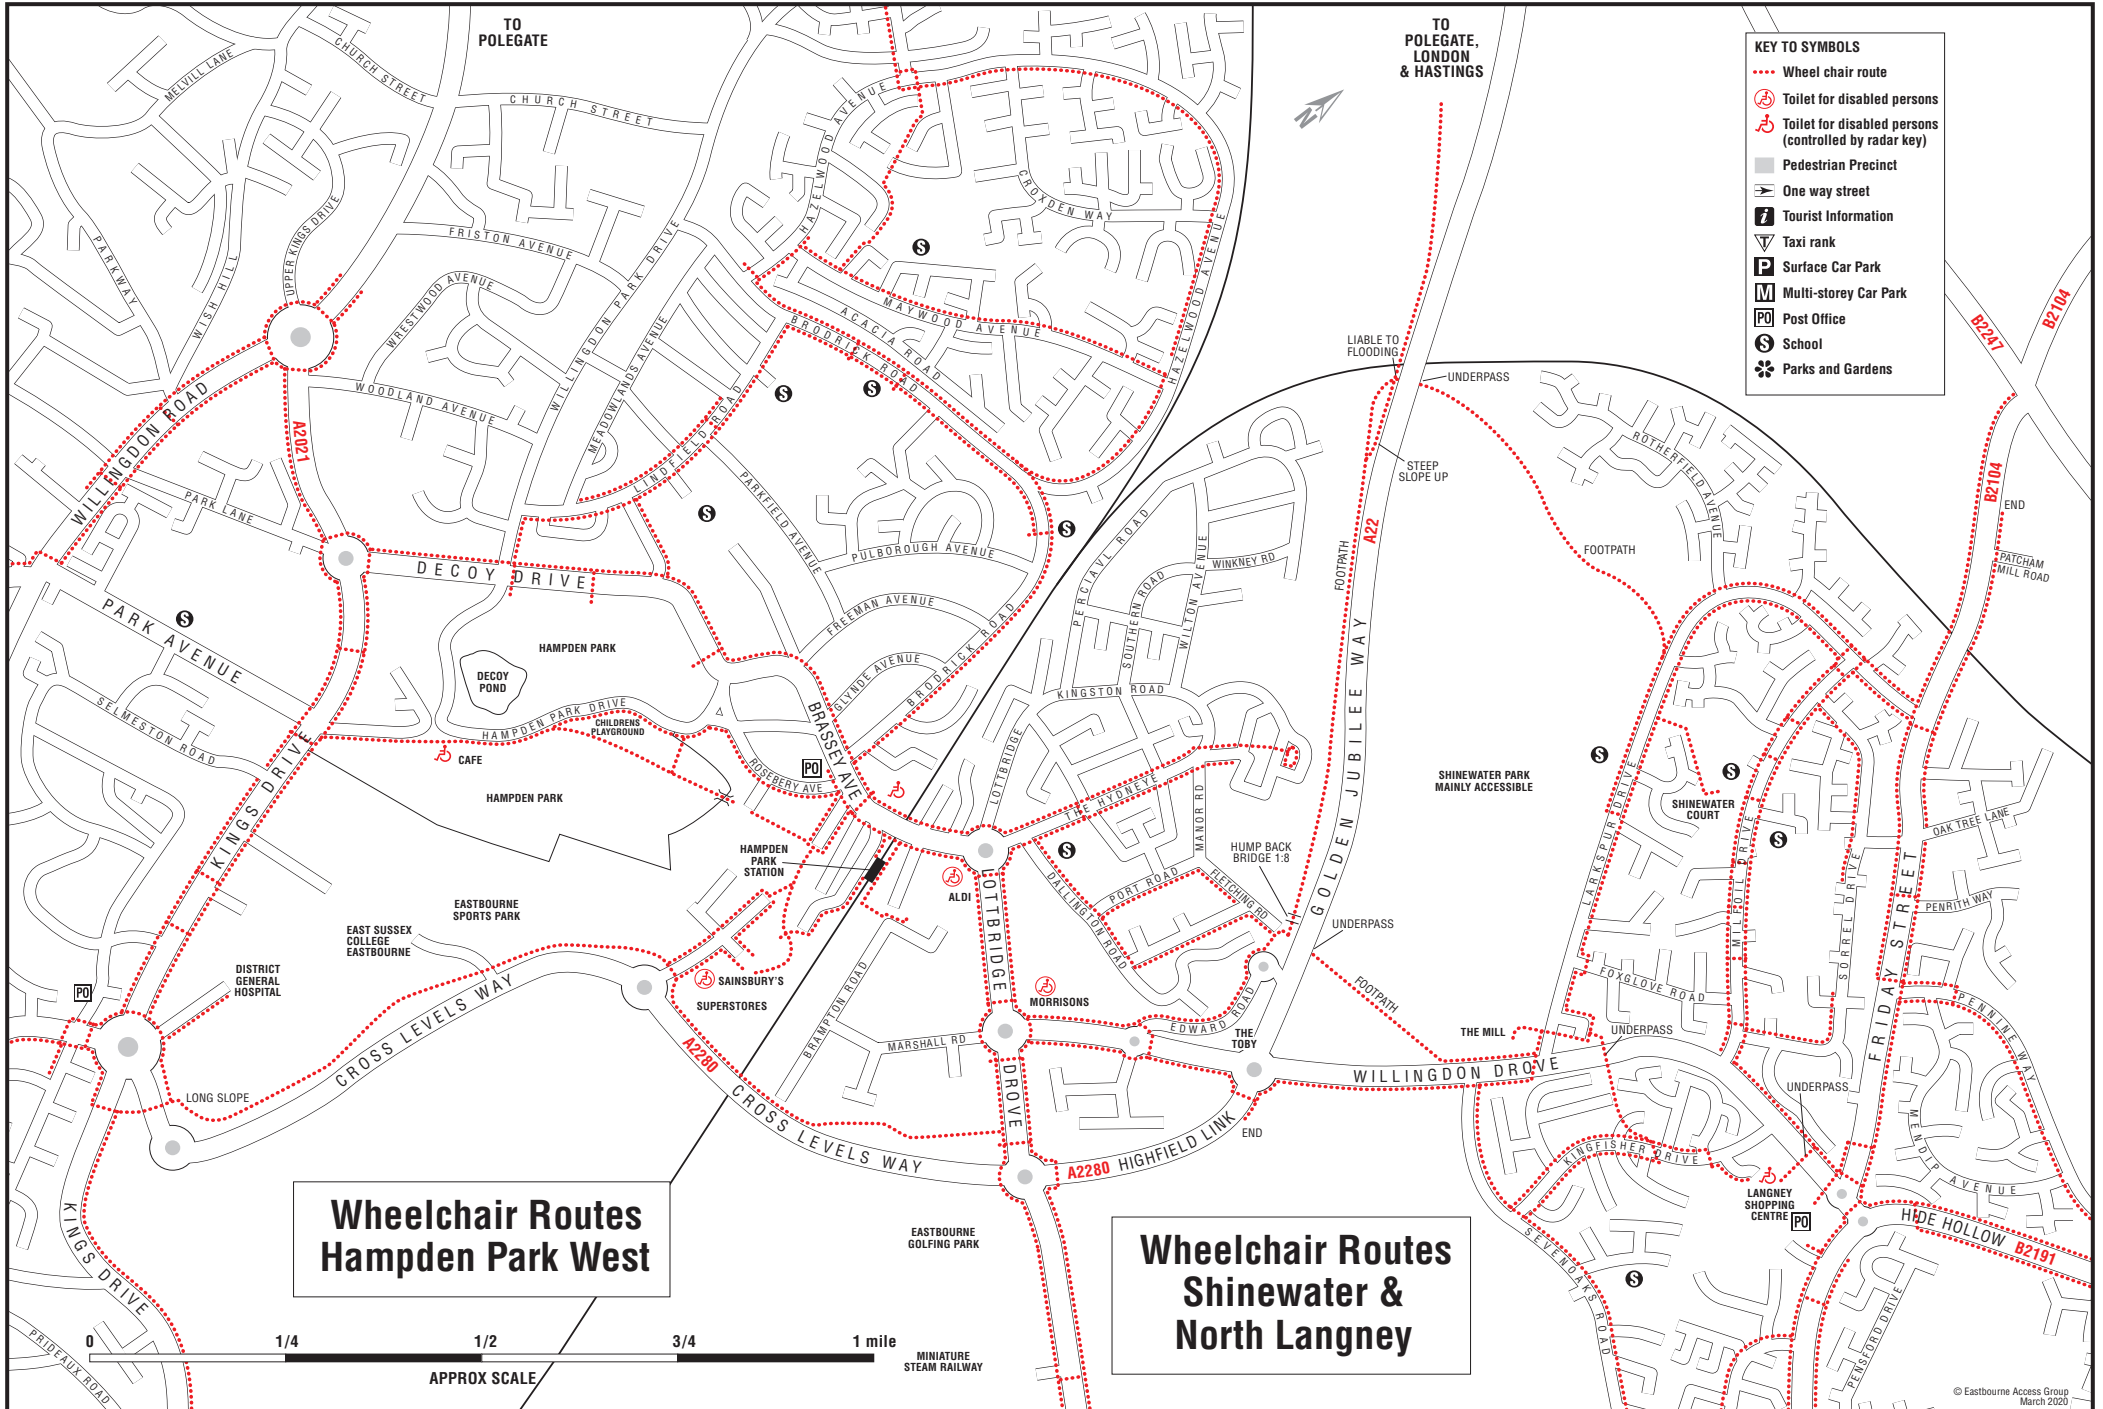 TO
POLEGATE
TO
POLEGATE,
LONDON
& HASTINGS
KEY TO SYMBOLS
Wheel chair route
Toilet for disabled persons
Toilet for disabled persons
(controlled by radar key)
Pedestrian Precinct
One way street
i
Tourist Information
T
Taxi rank
P
Surface Car Park
M
Multi-storey Car Park
PO
Post Office
S
School
Parks and Gardens
N
MELVILL LANE
CHURCH STREET
CHURCH STREET
HAZELWOOD AVENUE
CROXDEN WAY
PARKWAY
WISH HILL
UPPER KINGS DRIVE
FRISTON AVENUE
WRESTWOOD AVENUE
WILLINGDON PARK DRIVE
MEADOWLANDS AVENUE
S
MAYWOOD AVENUE
ACACIA ROAD
BRODRICK ROAD
HAZELWOOD AVENUE
B2247
B2104
LIABLE TO
FLOODING
UNDERPASS
WILLINGDON ROAD
A2021
WOODLAND AVENUE
LINDFIELD ROAD
S
S
ROTHERFIELD AVENUE
STEEP
SLOPE UP
B2104
END
PARK LANE
PARKFIELD AVENUE
S
S
PULBOROUGH AVENUE
PERCIAVL ROAD
A22
FOOTPATH
FOOTPATH
PATCHAM
MILL ROAD
DECOY DRIVE
WINKNEY RD
WILTON AVENUE
SOUTHERN ROAD
PARK AVENUE
S
FREEMAN AVENUE
HAMPDEN PARK
DECOY
POND
GLYNDE AVENUE
BRODRICK ROAD
KINGSTON ROAD
SELMESTON ROAD
HAMPDEN PARK DRIVE
CHILDRENS
PLAYGROUND
BRASSEY AVE
CAFE
PO
ROSEBERY AVE
LOTTBRIDGE
THE HYDNEYE
MANOR RD
GOLDEN JUBILEE WAY
SHINEWATER PARK
MAINLY ACCESSIBLE
S
S
SHINEWATER
COURT
S
OAK TREE LANE
HAMPDEN PARK
KINGS DRIVE
HAMPDEN
PARK
STATION
ALDI
S
HUMP BACK
BRIDGE 1:8
PORT ROAD
FLETCHING RD
DALLINGTON ROAD
LARKSPUR DRIVE
MILFOIL DRIVE
SORREL DRIVE
PENRITH WAY
FRIDAY STREET
EASTBOURNE
SPORTS PARK
EAST SUSSEX
COLLEGE
EASTBOURNE
UNDERPASS
LOTTBRIDGE
DROVE
DISTRICT
GENERAL
HOSPITAL
PO
SAINSBURY'S
SUPERSTORES
BRAMPTON ROAD
MORRISONS
FOOTPATH
FOXGLOVE ROAD
PENNINE WAY
EDWARD ROAD
THE
TOBY
THE MILL
UNDERPASS
MARSHALL RD
CROSS LEVELS WAY
A2280
LONG SLOPE
WILLINGDON DROVE
UNDERPASS
CROSS LEVELS WAY
A2280 HIGHFIELD LINK
END
KINGFISHER DRIVE
MENDIP
AVENUE
LANGNEY
SHOPPING
CENTRE
PO
HIDE HOLLOW B2191
KINGS DRIVE
Wheelchair Routes
Hampden Park West
EASTBOURNE
GOLFING PARK
Wheelchair Routes
Shinewater &
North Langney
SEVENOAKS ROAD
S
PENSFORD DRIVE
PRIDEAUX ROAD
0
1/4
1/2
3/4
1 mile
APPROX SCALE
MINIATURE
STEAM RAILWAY
© Eastbourne Access Group
March 2020